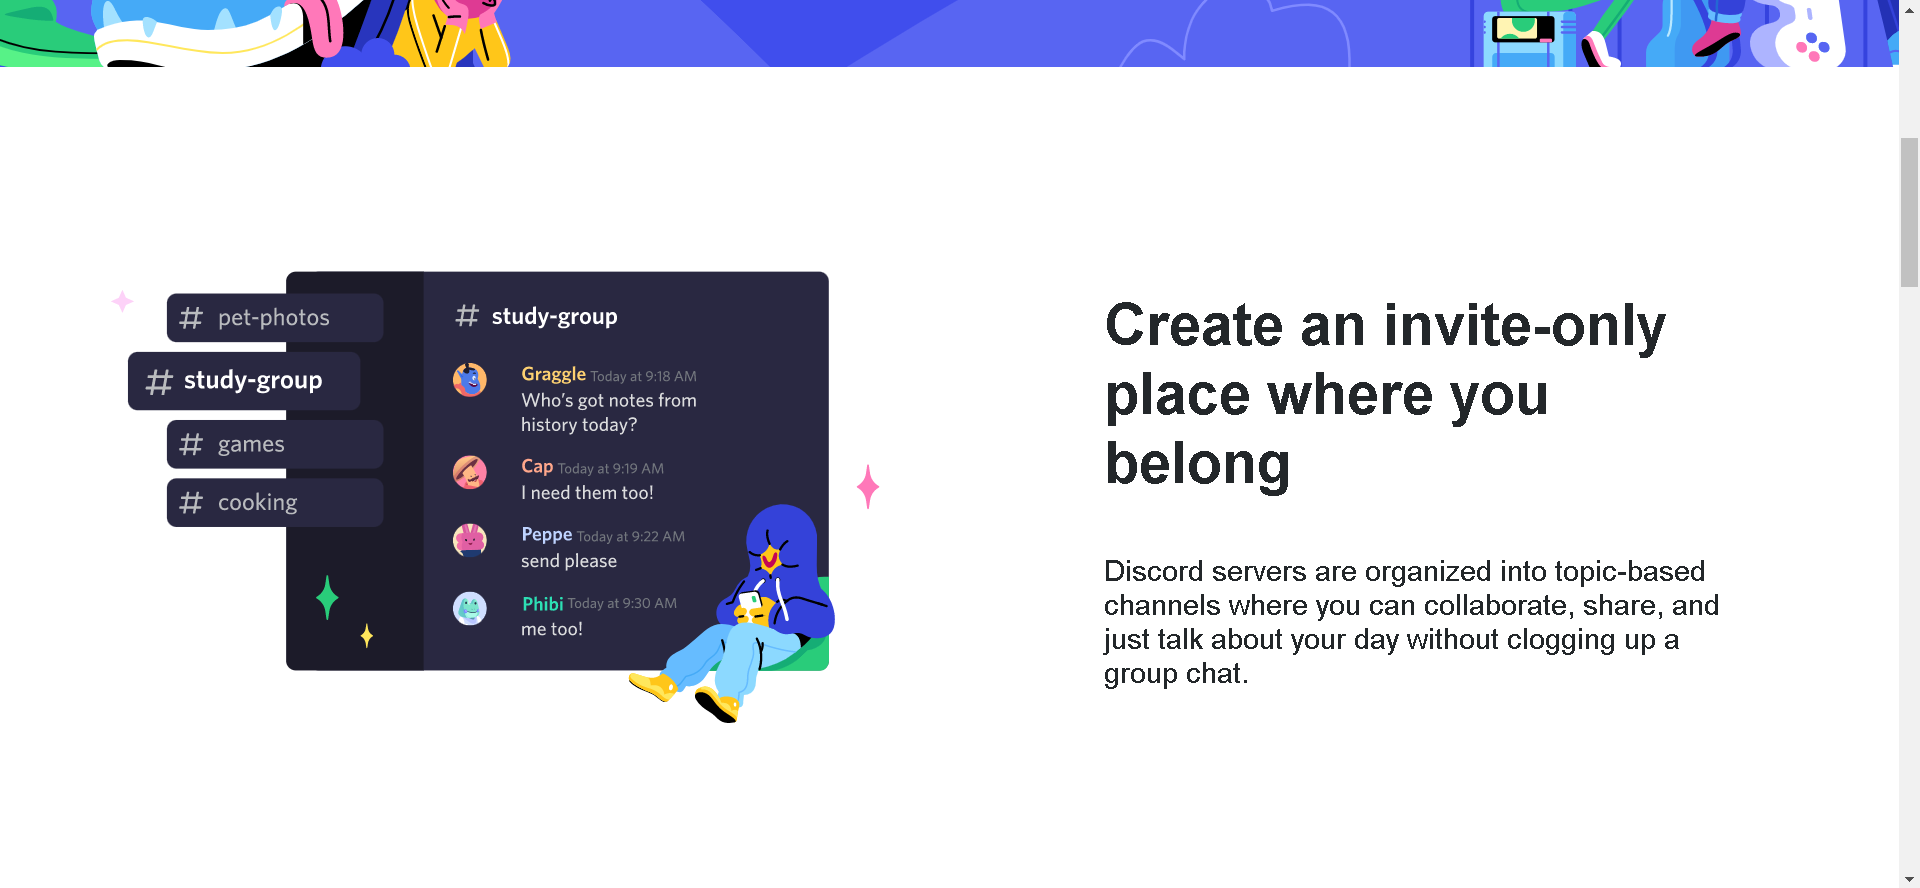 # pet-photos
# study-group
# games
# cooking
# study-group
Graggle Today at 9:18 AM
Who's got notes from
history today?
Cap Today at 9:19 AM
I need them too!
Peppe Today at 9:22 AM
send please
Phibi Today at 9:30 AM
me too!
Create an invite-only
place where you
belong
Discord servers are organized into topic-based
channels where you can collaborate, share, and
just talk about your day without clogging up a
group chat.